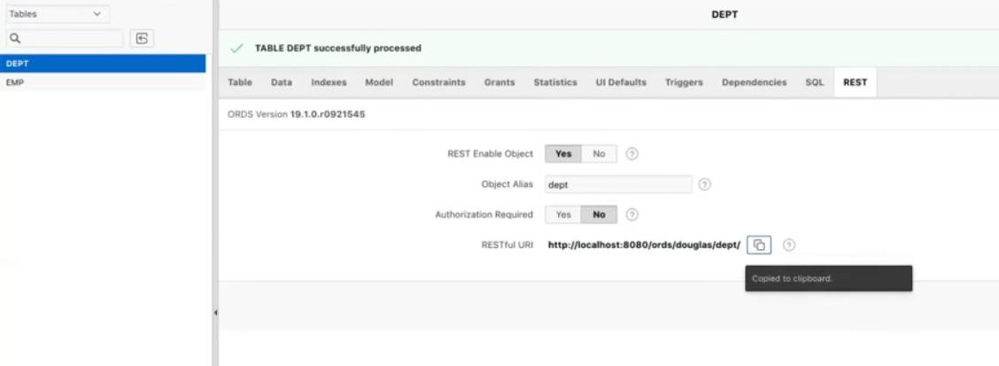 Tables
DEPT
EMP
DEPT
TABLE DEPT successfully processed
Table Data Indexes Model Constraints Grants Statistics UI Defaults Triggers Dependencies SQL REST
ORDS Version 19.1.0.r0921545
REST Enable Object Yes No ?
Object Alias dept ?
Authorization Required Yes No ?
RESTful URI http://localhost:8080/ords/douglas/dept/ ?
Copied to clipboard.